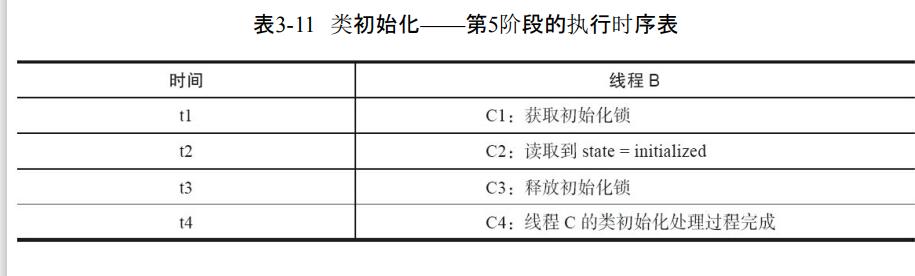 表3-11 类初始化——第5阶段的执行时序表
时间 线程 B
t1 C1：获取初始化锁
t2 C2：读取到 state = initialized
t3 C3：释放初始化锁
t4 C4：线程 C 的类初始化处理过程完成